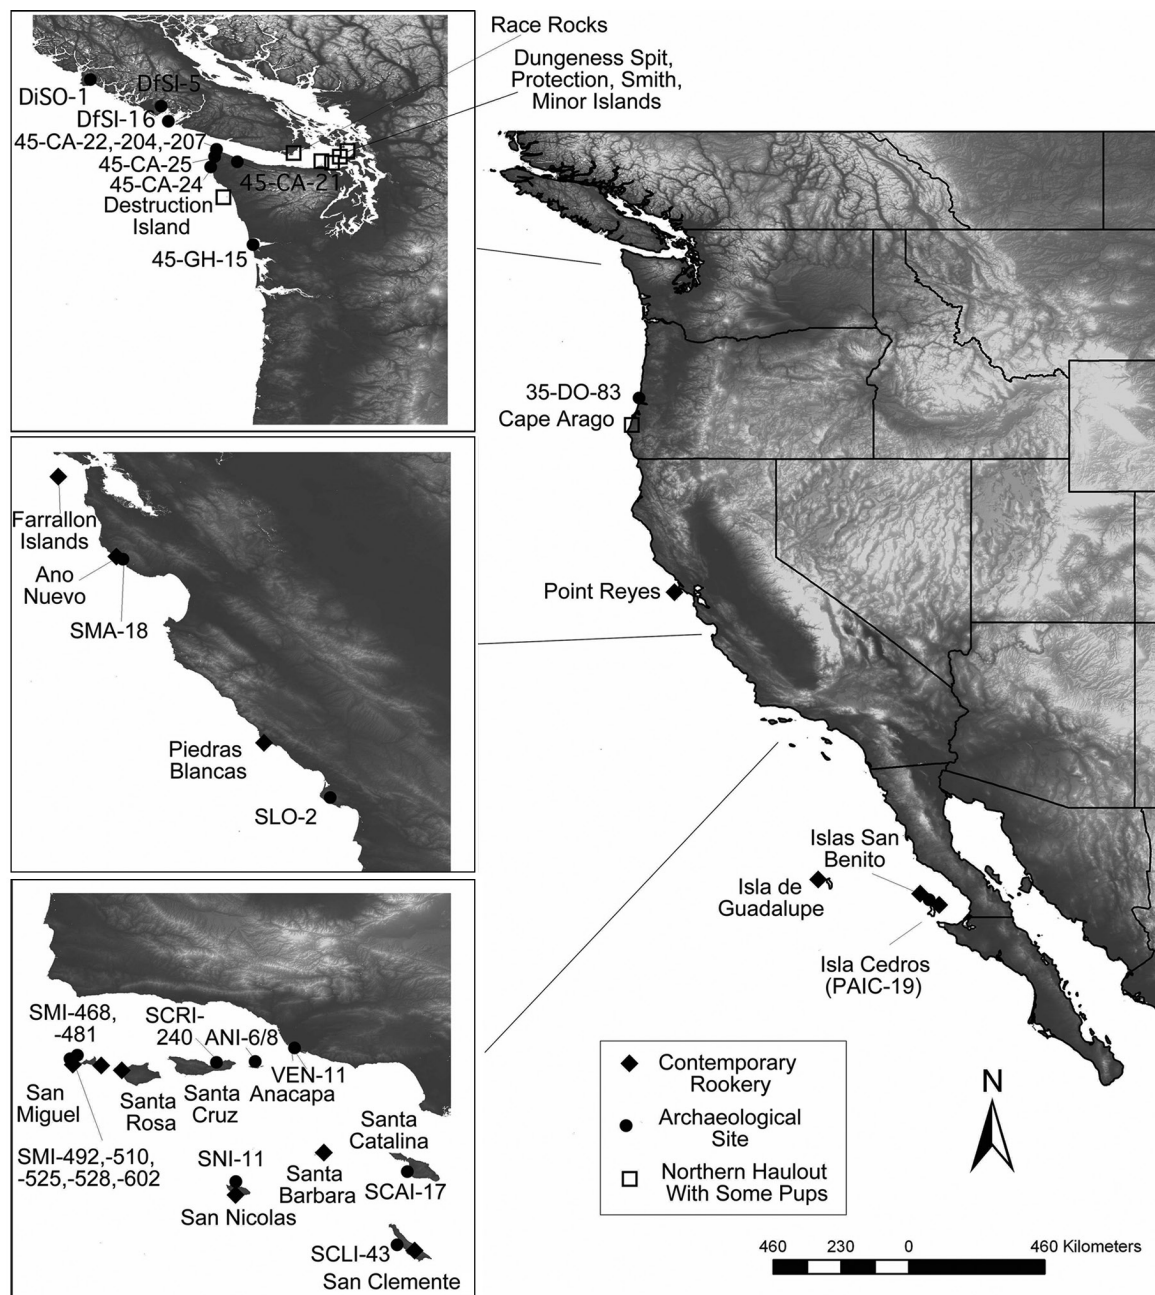 Race Rocks
Dungeness Spit,
Protection, Smith,
Minor Islands
DfSI-5
DiSO-1
DfSI-16
45-CA-22,-204,-207
45-CA-25
45-CA-21
45-CA-24
Destruction
Island
45-GH-15
35-DO-83
Cape Arago
Farrallon
Islands
Ano
Nuevo
SMA-18
Point Reyes
Piedras
Blancas
SLO-2
Islas San
Benito
Isla de
Guadalupe
Isla Cedros
(PAIC-19)
SMI-468,
-481
SCRI-
240
ANI-6/8
VEN-11
Anacapa
San
Miguel
Santa
Rosa
Santa
Cruz
SMI-492,-510,
-525,-528,-602
Santa
Catalina
SNI-11
Santa
Barbara
SCAI-17
San Nicolas
SCLI-43
San Clemente
Contemporary
Rookery
Archaeological
Site
Northern Haulout
With Some Pups
N
460 230 0 460 Kilometers